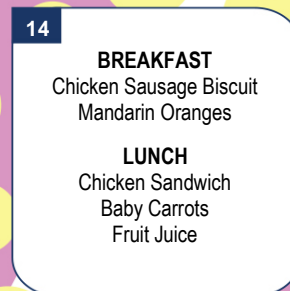 14
BREAKFAST
Chicken Sausage Biscuit
Mandarin Oranges
LUNCH
Chicken Sandwich
Baby Carrots
Fruit Juice